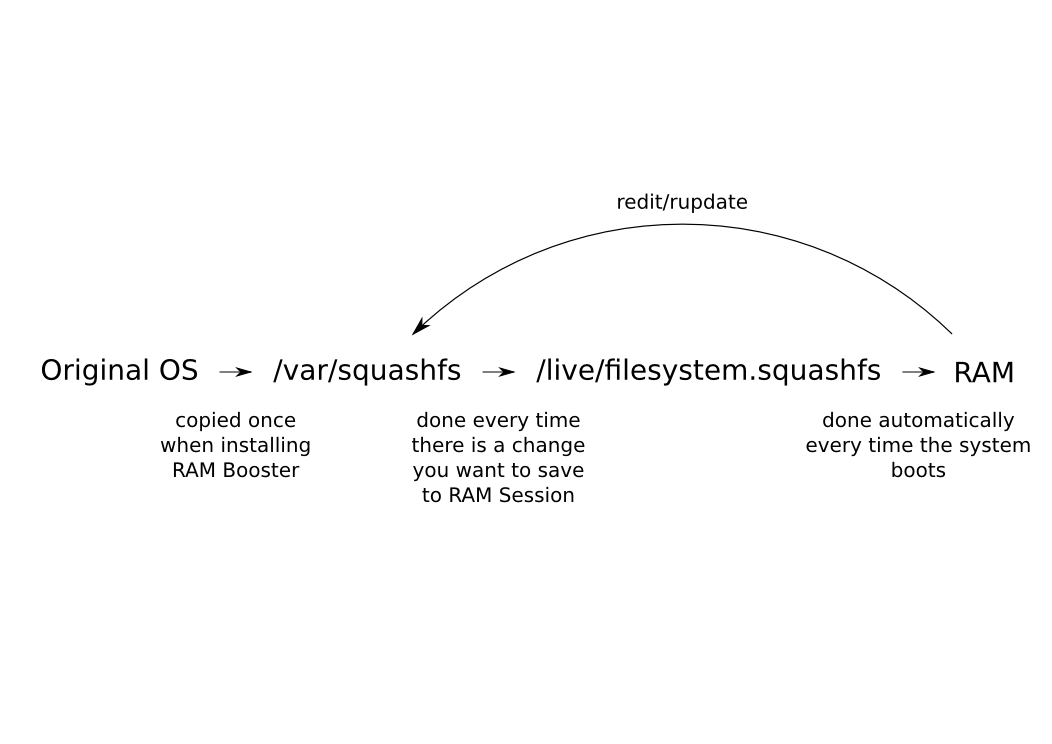 redit/rupdate
Original OS
/var/squashfs
/live/filesystem.squashfs
RAM
copied once
when installing
RAM Booster
done every time
there is a change
you want to save
to RAM Session
done automatically
every time the system
boots